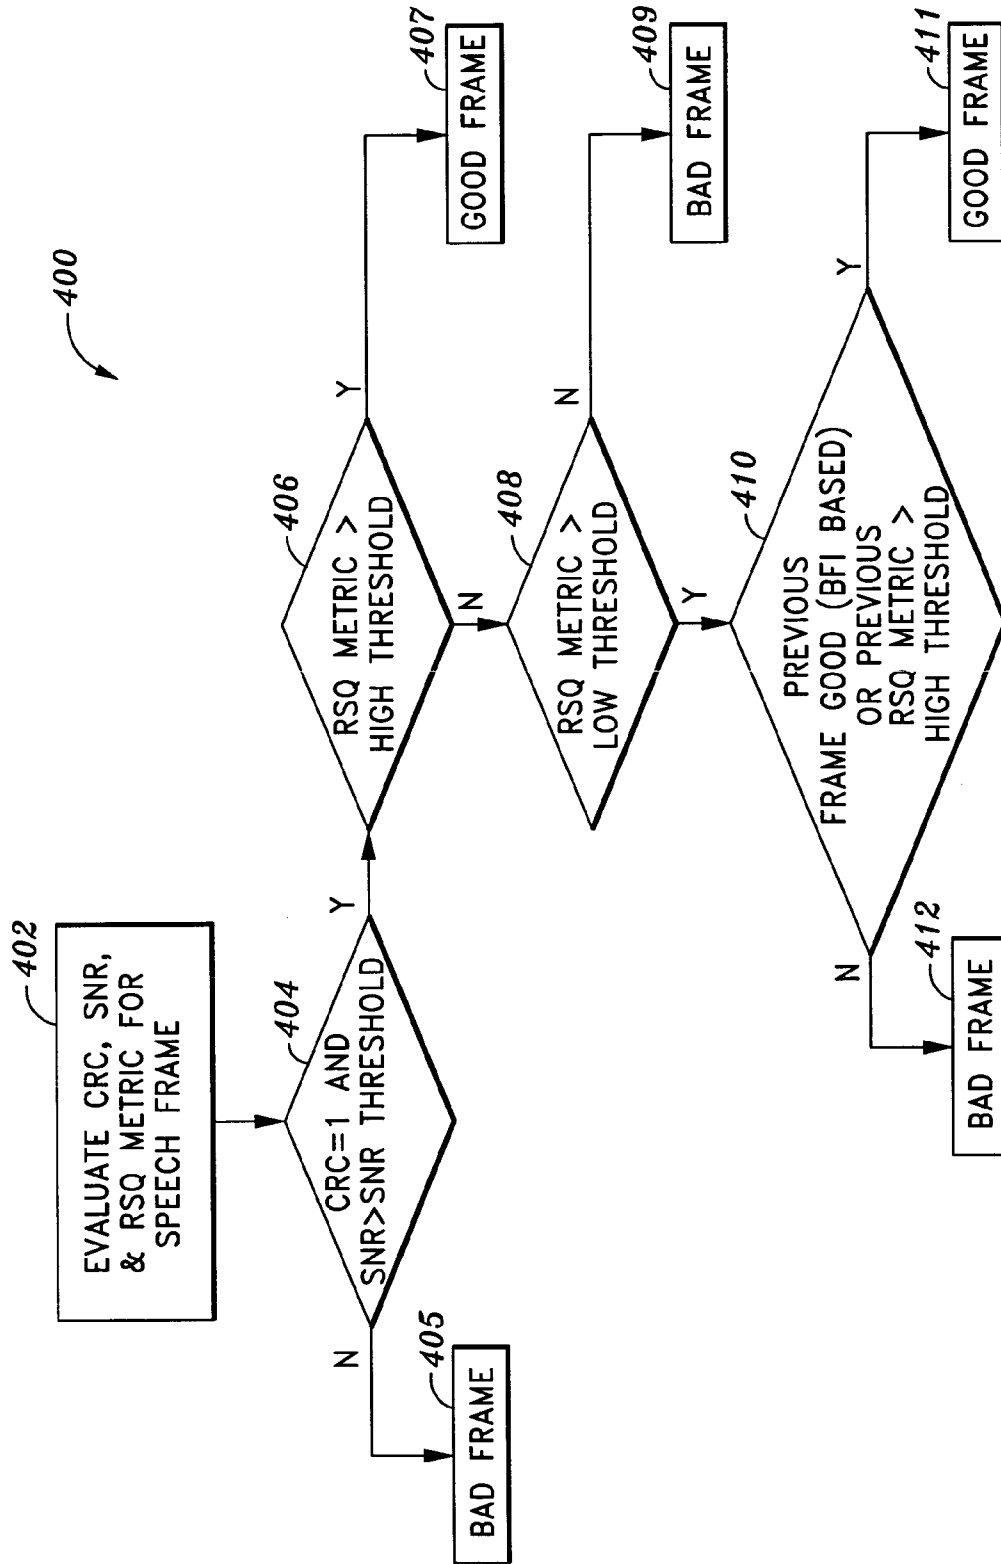 400
402
EVALUATE CRC, SNR,
& RSQ METRIC FOR
SPEECH FRAME
404
CRC=1 AND
SNR>SNR THRESHOLD
N
Y
405
BAD FRAME
406
RSQ METRIC >
HIGH THRESHOLD
Y
N
407
GOOD FRAME
408
RSQ METRIC >
LOW THRESHOLD
N
Y
409
BAD FRAME
410
PREVIOUS
FRAME GOOD (BFI BASED)
OR PREVIOUS
RSQ METRIC >
HIGH THRESHOLD
N
Y
412
BAD FRAME
411
GOOD FRAME